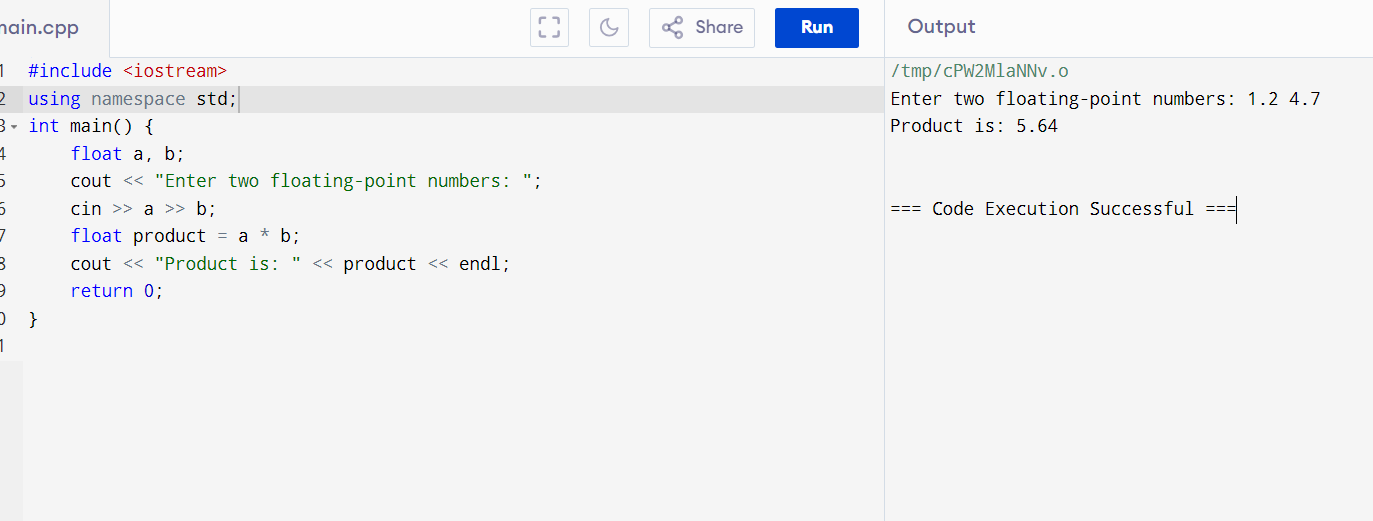 main.cpp
Share
Run
Output
1 #include <iostream>
2 using namespace std;
3 int main() {
4 float a, b;
5 cout << "Enter two floating-point numbers: ";
6 cin >> a >> b;
7 float product = a * b;
8 cout << "Product is: " << product << endl;
9 return 0;
0 }
1
/tmp/cPW2MlaNNv.o
Enter two floating-point numbers: 1.2 4.7
Product is: 5.64
=== Code Execution Successful ===